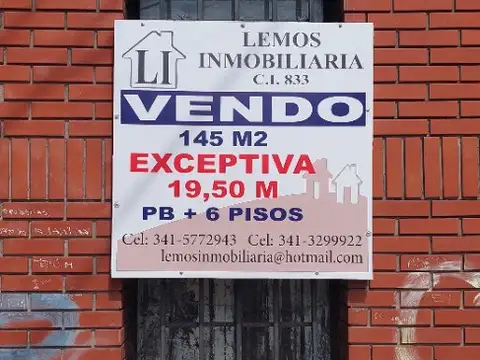 LI
LEMOS
INMOBILIARIA
C.I. 833
VENDO
145 M2
EXCEPTIVA
19,50 M
PB + 6 PISOS
Cel: 341-5772943 Cel: 341-3299922
lemosinmobiliaria@hotmail.com